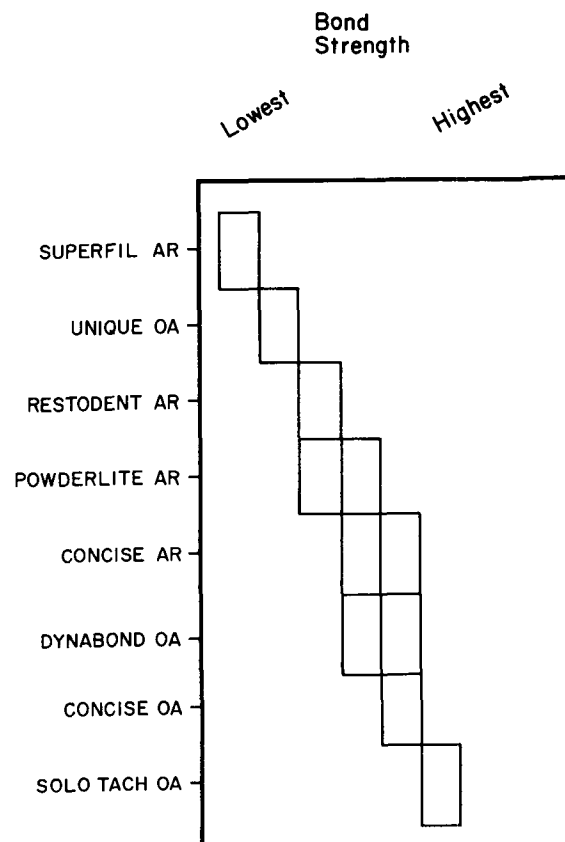 Bond
Strength
Lowest
Highest
SUPERFIL AR
UNIQUE OA
RESTODENT AR
POWDERLITE AR
CONCISE AR
DYNABOND OA
CONCISE OA
SOLO TACH OA